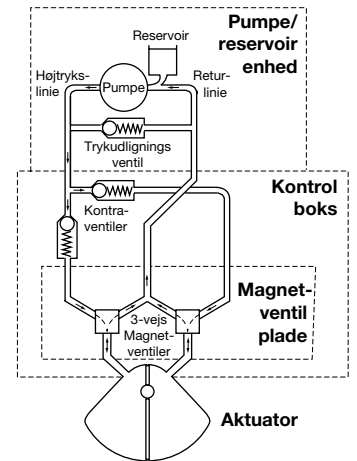 Pumpe/
reservoir
enhed
Reservoir
Højtryks-
linie
Pumpe
Retur-
linie
Trykudlignings
ventil
Kontrol
boks
Kontra-
ventiler
Magnet-
ventil
plade
3-vejs
Magnet-
ventiler
Aktuator